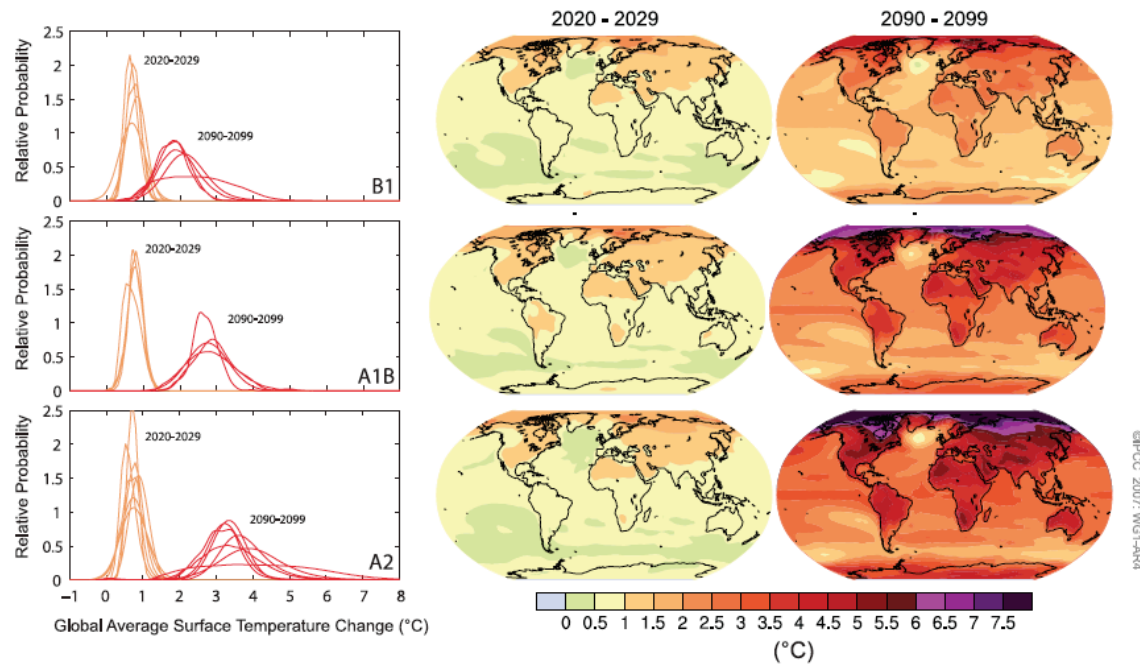 2020 - 2029
2090 - 2099
Relative Probability
2.5
2
1.5
1
0.5
0
2020-2029
2090-2099
B1
Relative Probability
2.5
2
1.5
1
0.5
0
2020-2029
2090-2099
A1B
Relative Probability
2.5
2
1.5
1
0.5
0
2020-2029
2090-2099
A2
-1 0 1 2 3 4 5 6 7 8
Global Average Surface Temperature Change (°C)
0 0.5 1 1.5 2 2.5 3 3.5 4 4.5 5 5.5 6 6.5 7 7.5
(°C)
©IPCC 2007: WG1-AR4